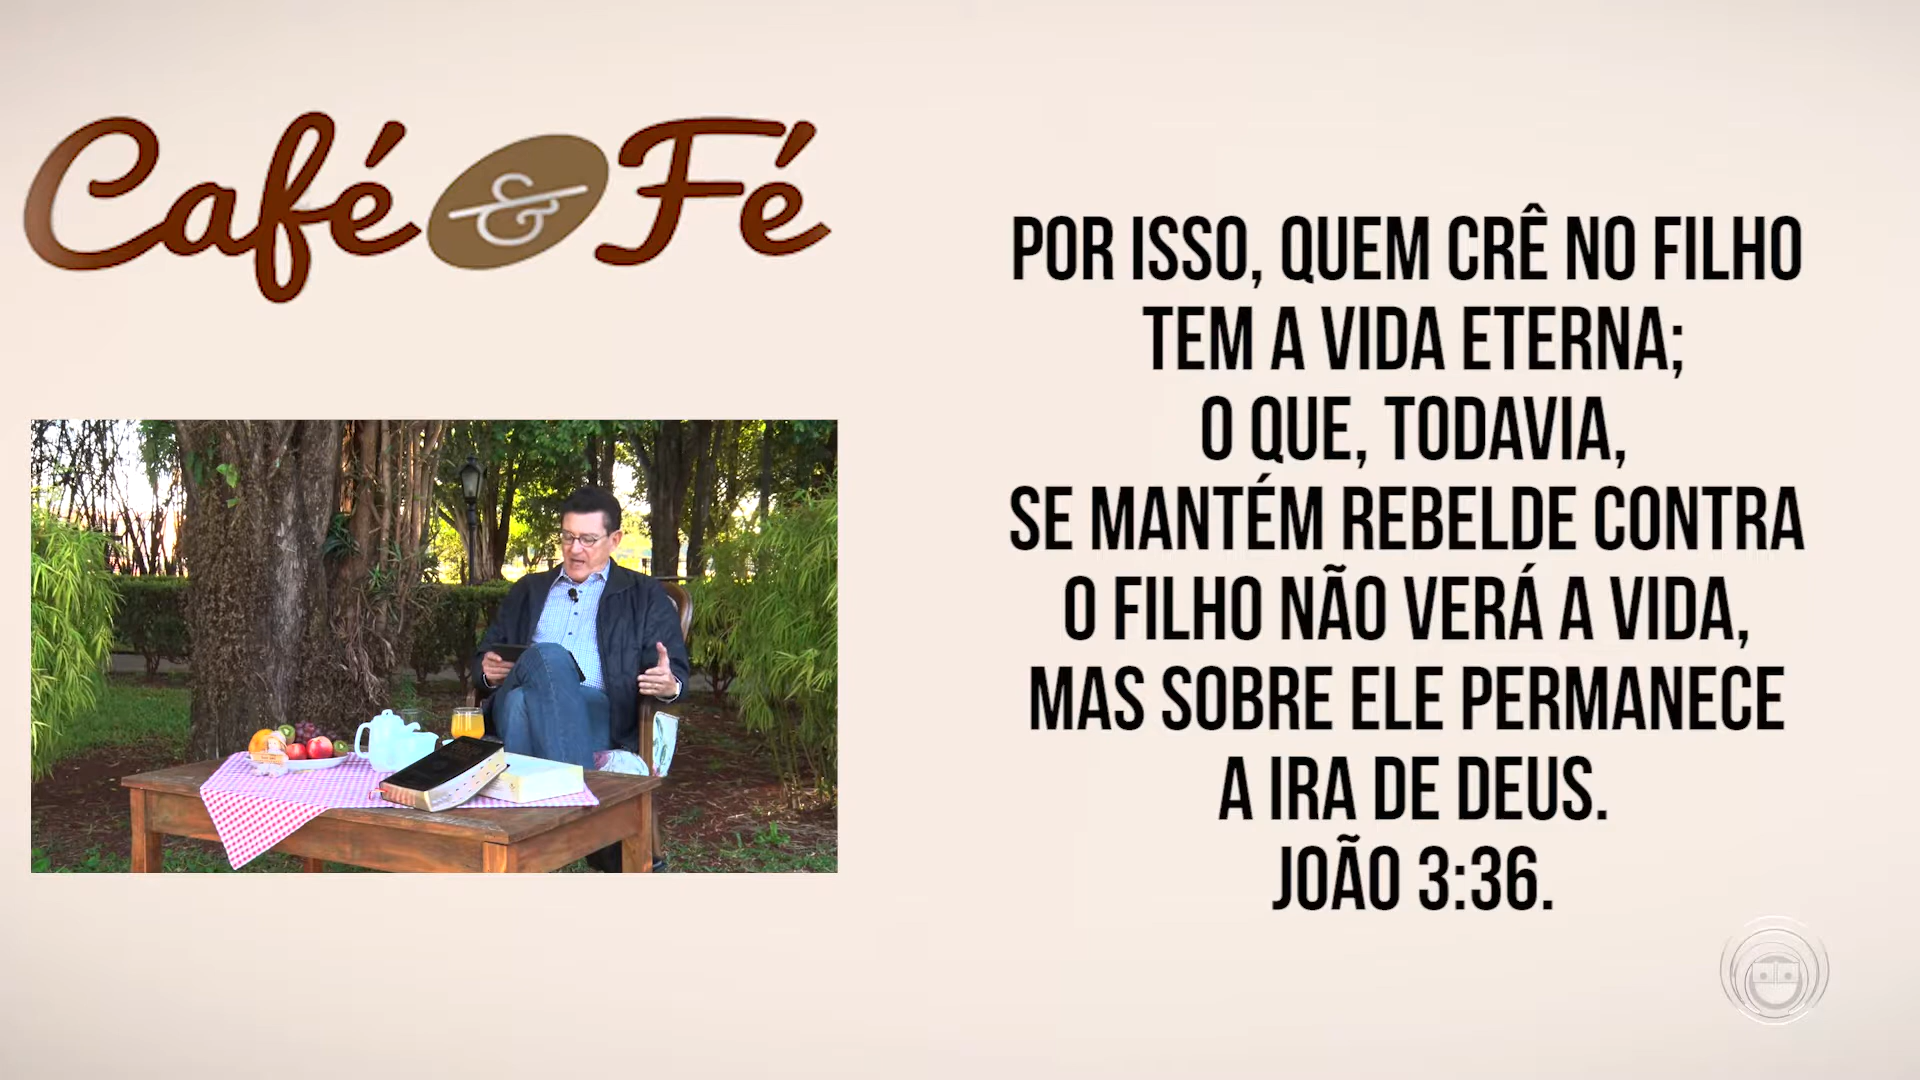 Café & Fé
POR ISSO, QUEM CRÊ NO FILHO
TEM A VIDA ETERNA;
O QUE, TODAVIA,
SE MANTÉM REBELDE CONTRA
O FILHO NÃO VERÁ A VIDA,
MAS SOBRE ELE PERMANECE
A IRA DE DEUS.
JOÃO 3:36.